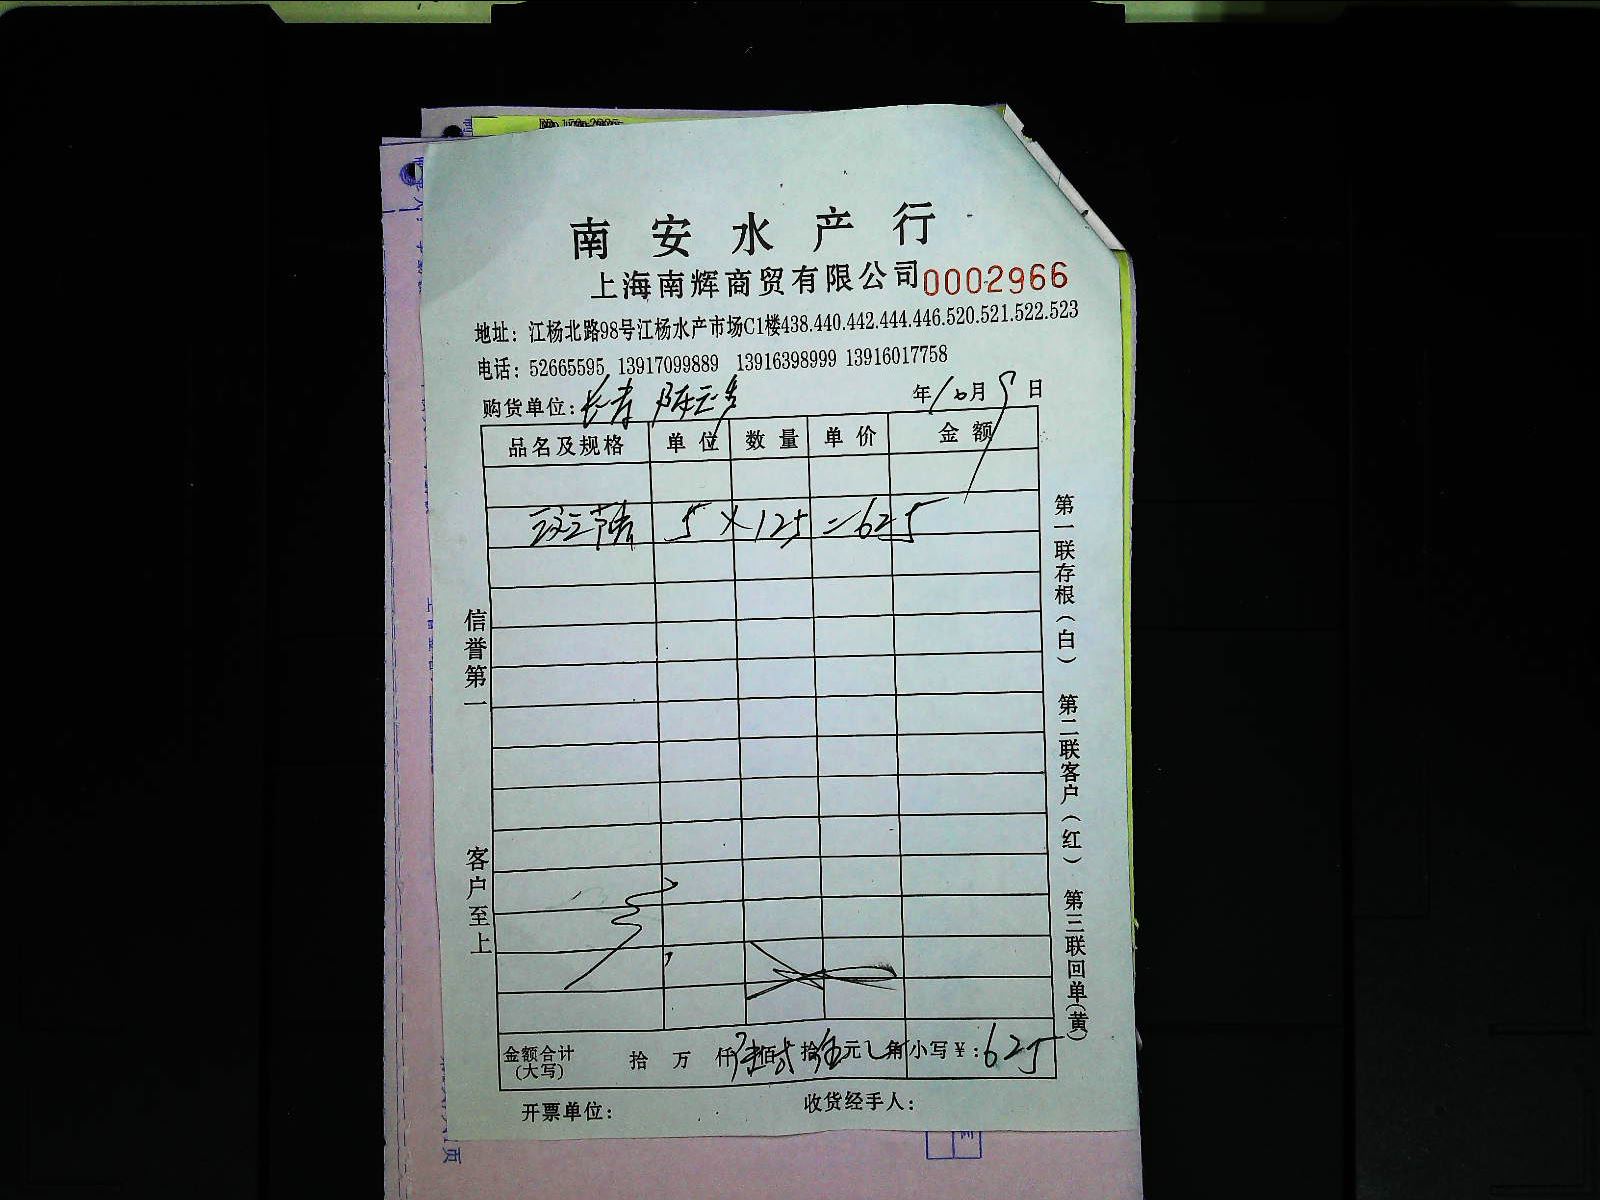 南安水产行
上海南辉商贸有限公司 0002966
地址：江杨北路98号江杨水产市场C1楼438.440.442.444.446.520.521.522.523
电话：52665595 13917099889 13916398999 13916017758
购货单位： 年10月9日
品名及规格 单位 数量 单价 金额
5×125=625
信誉第一
客户至上
第一联存根（白） 第二联客户（红） 第三联回单（黄）
金额合计（大写） 拾 万 仟陆佰贰拾伍元 角 小写￥：625
开票单位： 收货经手人：